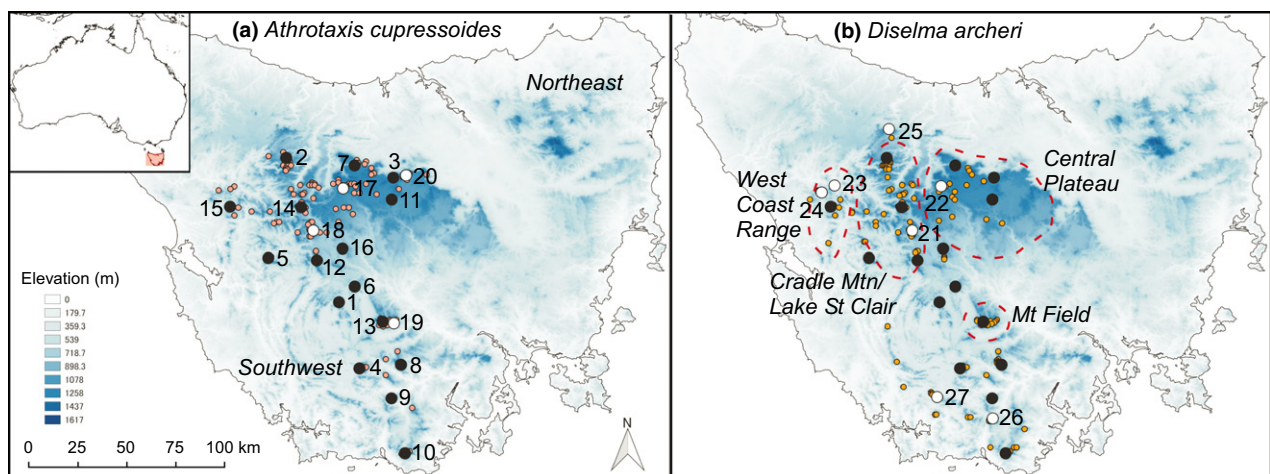 (a) Athrotaxis cupressoides
Northeast
2
7
3
20
17
11
15
14
18
16
5
12
6
1
13
19
Southwest
4
8
9
10
Elevation (m)
0
179.7
359.3
539
718.7
898.3
1078
1258
1437
1617
0 25 50 75 100 km
N
(b) Diselma archeri
25
Central
Plateau
West
Coast
Range
23
24
22
21
Cradle Mtn/
Lake St Clair
Mt Field
27
26